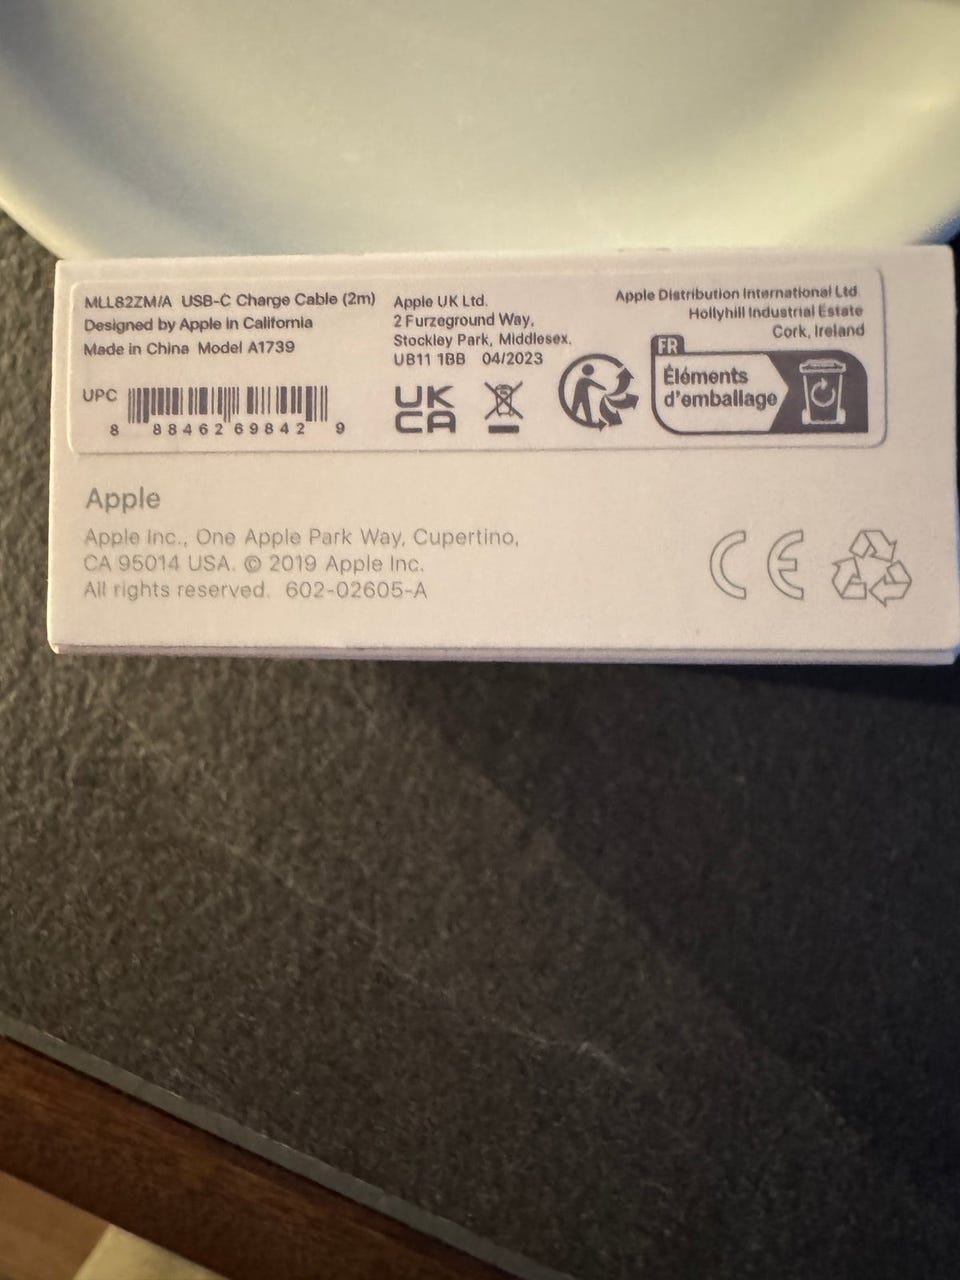 MLL82ZM/A USB-C Charge Cable (2m)
Designed by Apple in California
Made in China Model A1739
UPC
8 88462 69842 9
Apple UK Ltd.
2 Furzeground Way,
Stockley Park, Middlesex,
UB11 1BB 04/2023
UK
CA
Apple Distribution International Ltd.
Hollyhill Industrial Estate
Cork, Ireland
FR
Éléments
d'emballage
Apple
Apple Inc., One Apple Park Way, Cupertino,
CA 95014 USA. © 2019 Apple Inc.
All rights reserved. 602-02605-A
CE